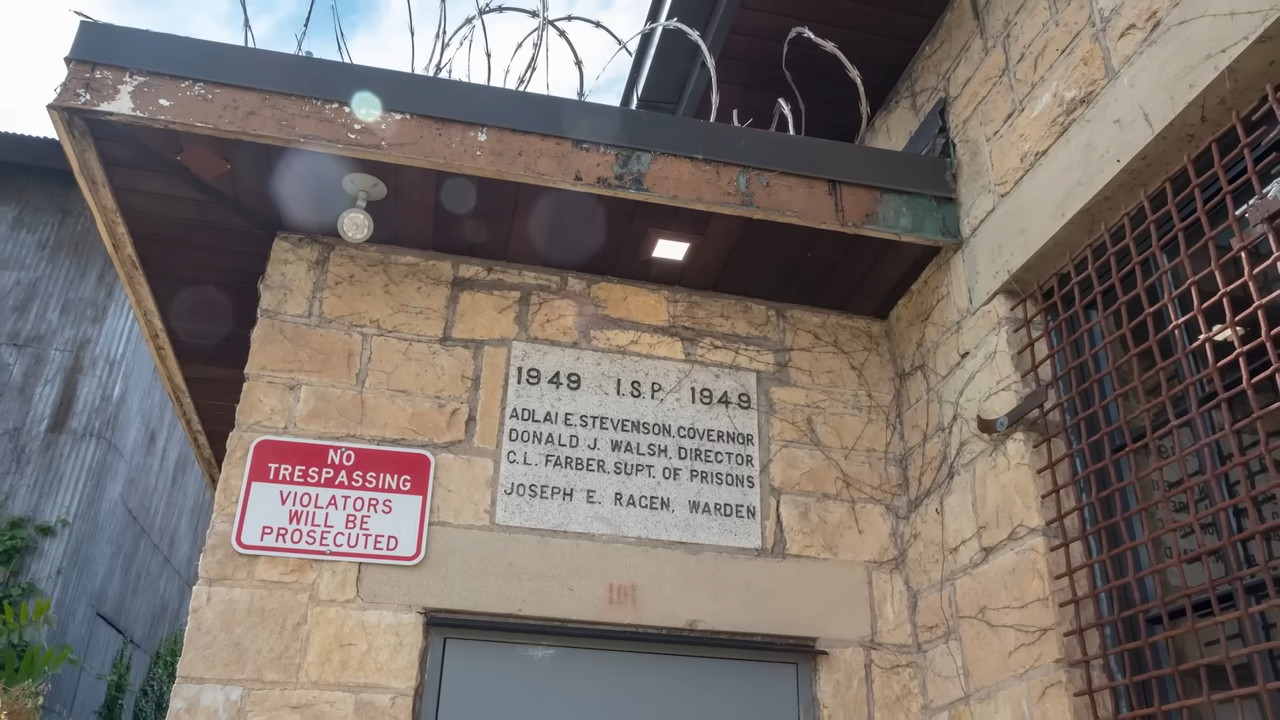 1949 I.S.P. 1949
ADLAI E. STEVENSON, GOVERNOR
DONALD J. WALSH, DIRECTOR
C.L. FARBER, SUPT. OF PRISONS
JOSEPH E. RAGEN, WARDEN
NO
TRESPASSING
VIOLATORS
WILL BE
PROSECUTED
101